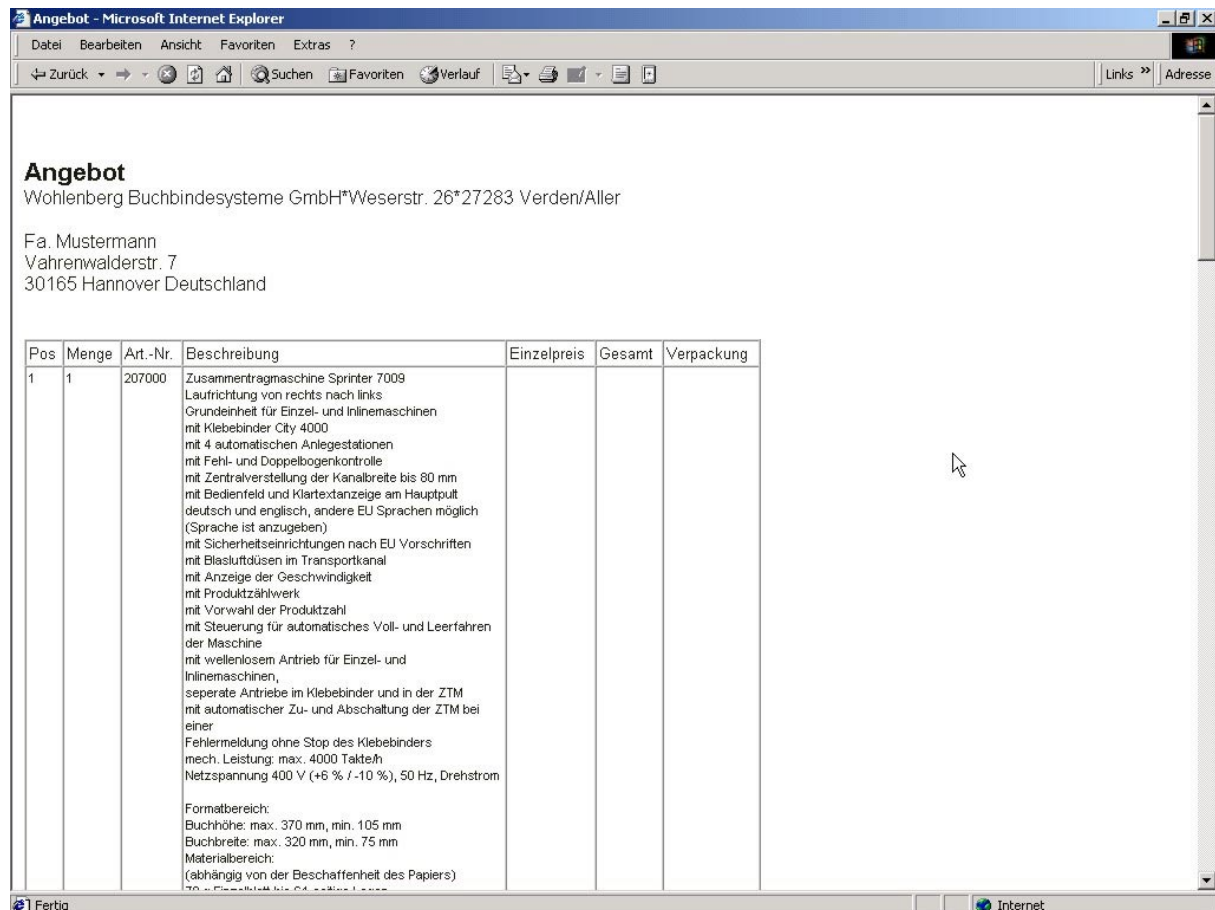 Angebot - Microsoft Internet Explorer
Datei Bearbeiten Ansicht Favoriten Extras ?
Zurück Suchen Favoriten Verlauf Links » Adresse
Angebot
Wohlenberg Buchbindesysteme GmbH*Weserstr. 26*27283 Verden/Aller
Fa. Mustermann
Vahrenwalderstr. 7
30165 Hannover Deutschland
Pos Menge Art.-Nr. Beschreibung Einzelpreis Gesamt Verpackung
1 1 207000 Zusammentragmaschine Sprinter 7009
Laufrichtung von rechts nach links
Grundeinheit für Einzel- und Inlinemaschinen
mit Klebebinder City 4000
mit 4 automatischen Anlegestationen
mit Fehl- und Doppelbogenkontrolle
mit Zentralverstellung der Kanalbreite bis 80 mm
mit Bedienfeld und Klartextanzeige am Hauptpult
deutsch und englisch, andere EU Sprachen möglich
(Sprache ist anzugeben)
mit Sicherheitseinrichtungen nach EU Vorschriften
mit Blasluftdüsen im Transportkanal
mit Anzeige der Geschwindigkeit
mit Produktzählwerk
mit Vorwahl der Produktzahl
mit Steuerung für automatisches Voll- und Leerfahren
der Maschine
mit wellenlosem Antrieb für Einzel- und
Inlinemaschinen,
seperate Antriebe im Klebebinder und in der ZTM
mit automatischer Zu- und Abschaltung der ZTM bei
einer
Fehlermeldung ohne Stop des Klebebinders
mech. Leistung: max. 4000 Takte/h
Netzspannung 400 V (+6 % / -10 %), 50 Hz, Drehstrom
Formatbereich:
Buchhöhe: max. 370 mm, min. 105 mm
Buchbreite: max. 320 mm, min. 75 mm
Materialbereich:
(abhängig von der Beschaffenheit des Papiers)
Fertig Internet